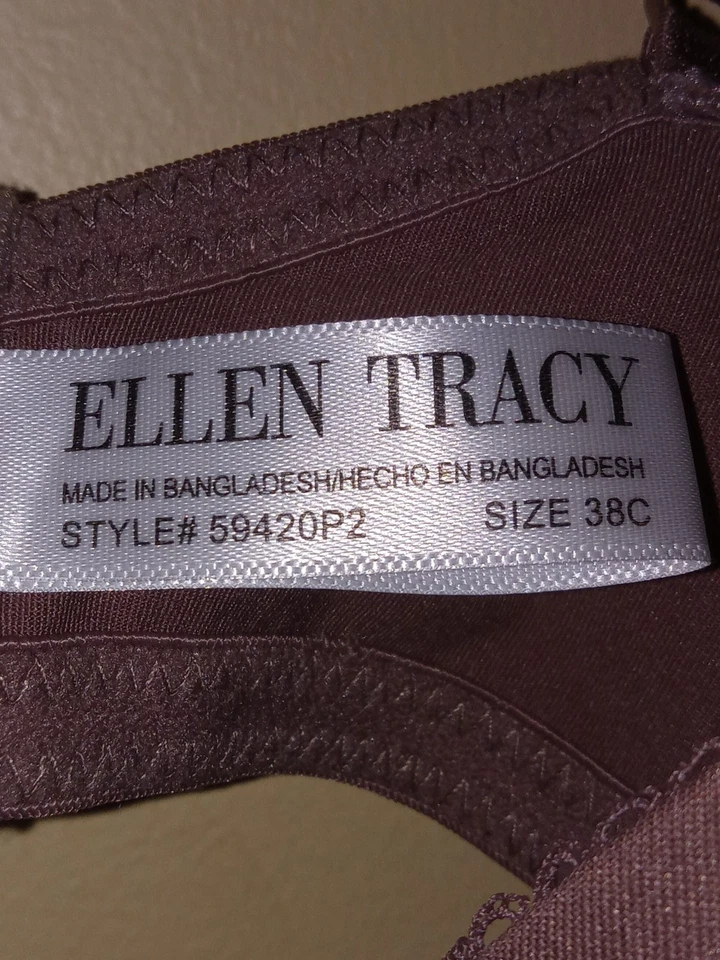 ELLEN TRACY
MADE IN BANGLADESH/HECHO EN BANGLADESH
STYLE# 59420P2 SIZE 38C